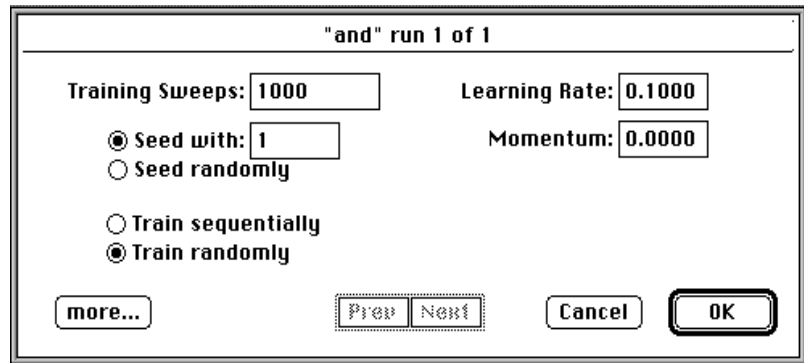 "and" run 1 of 1
Training Sweeps: 1000 Learning Rate: 0.1000
Seed with: 1 Momentum: 0.0000
Seed randomly
Train sequentially
Train randomly
more... Prev Next Cancel OK